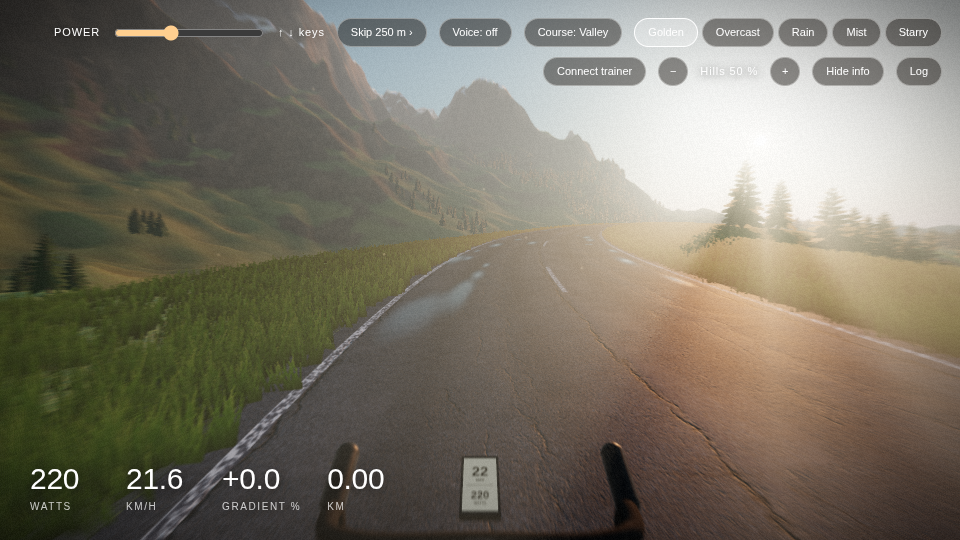 POWER ↑ ↓ keys Skip 250 m › Voice: off Course: Valley Golden Overcast Rain Mist Starry
Connect trainer − Hills 50 % + Hide info Log
22
220
220 21.6 +0.0 0.00
WATTS KM/H GRADIENT % KM